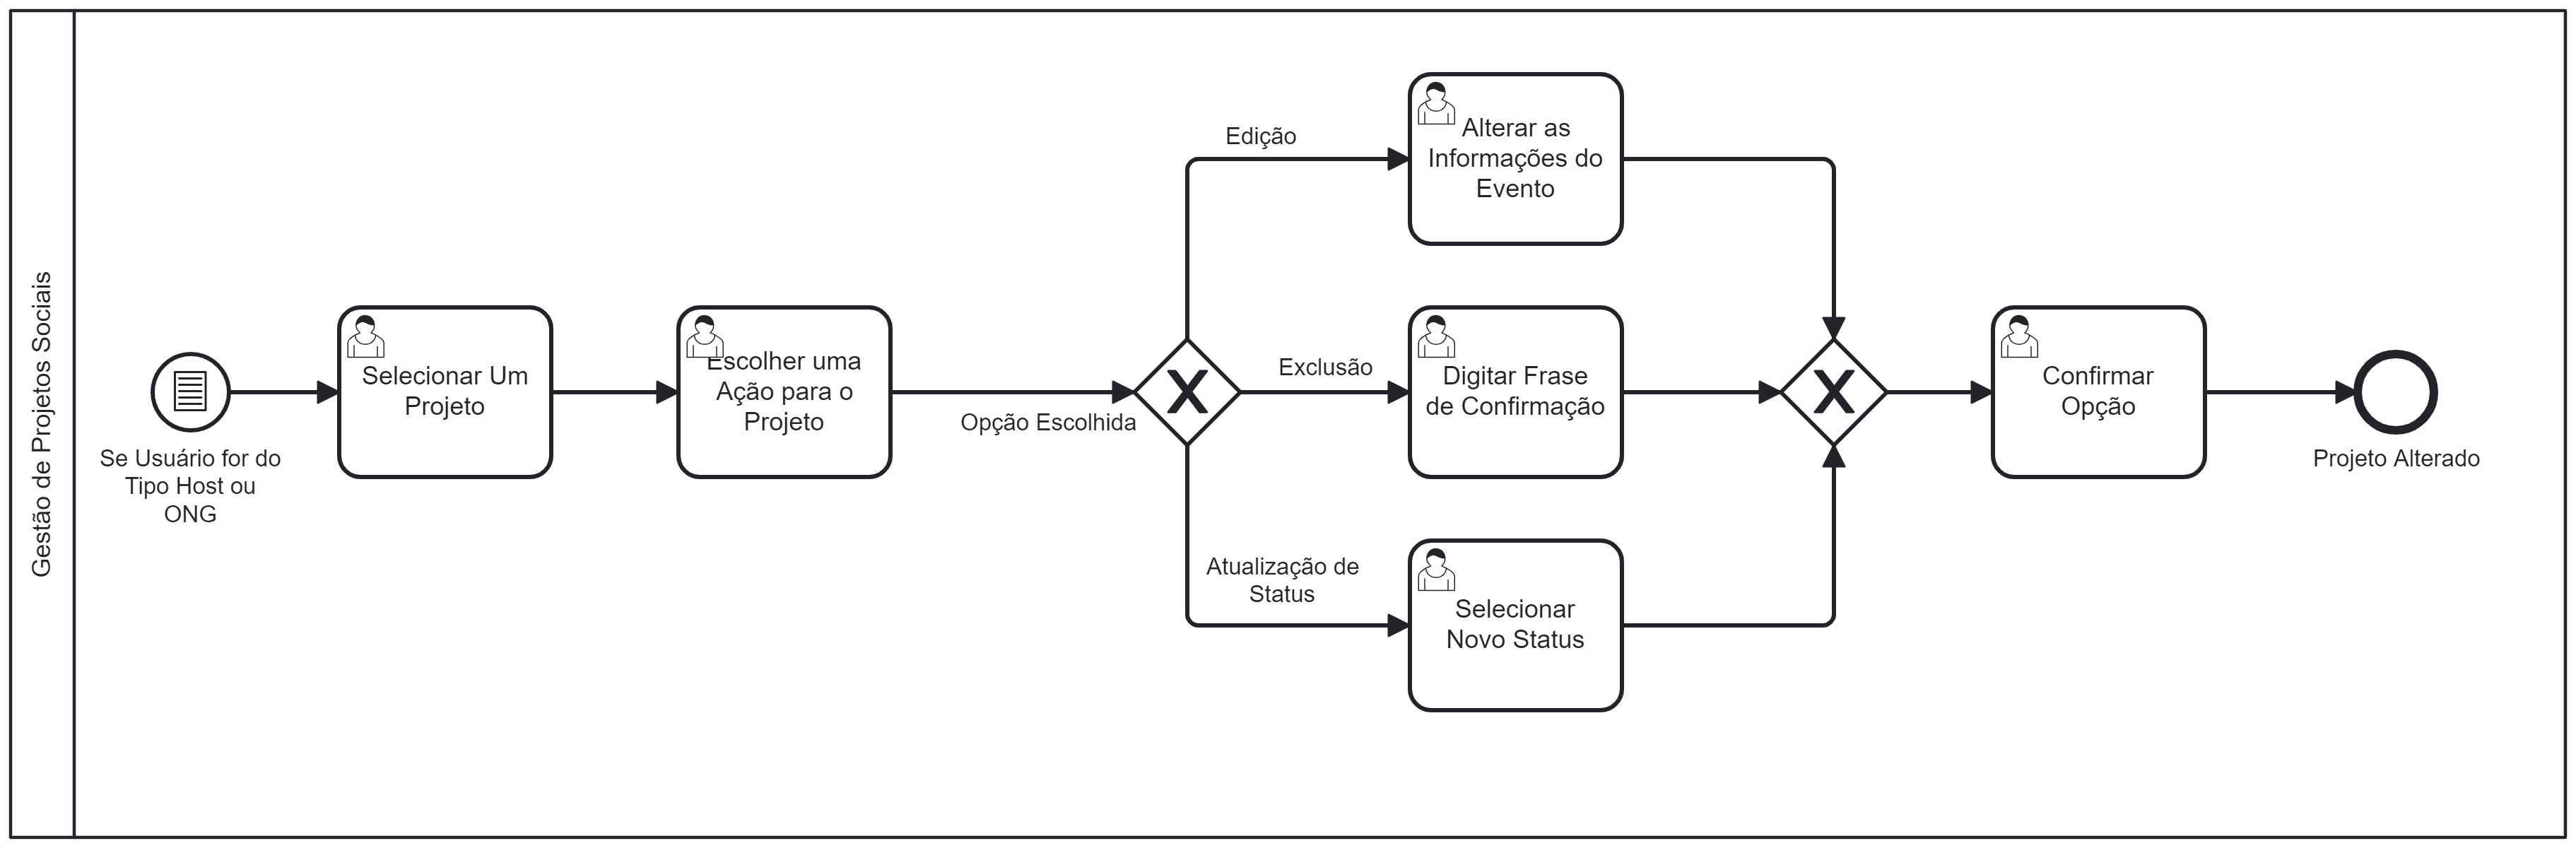 Gestão de Projetos Sociais
Se Usuário for do
Tipo Host ou
ONG
Selecionar Um
Projeto
Escolher uma
Ação para o
Projeto
Opção Escolhida
Edição
Alterar as
Informações do
Evento
Exclusão
Digitar Frase
de Confirmação
Atualização de
Status
Selecionar
Novo Status
Confirmar
Opção
Projeto Alterado